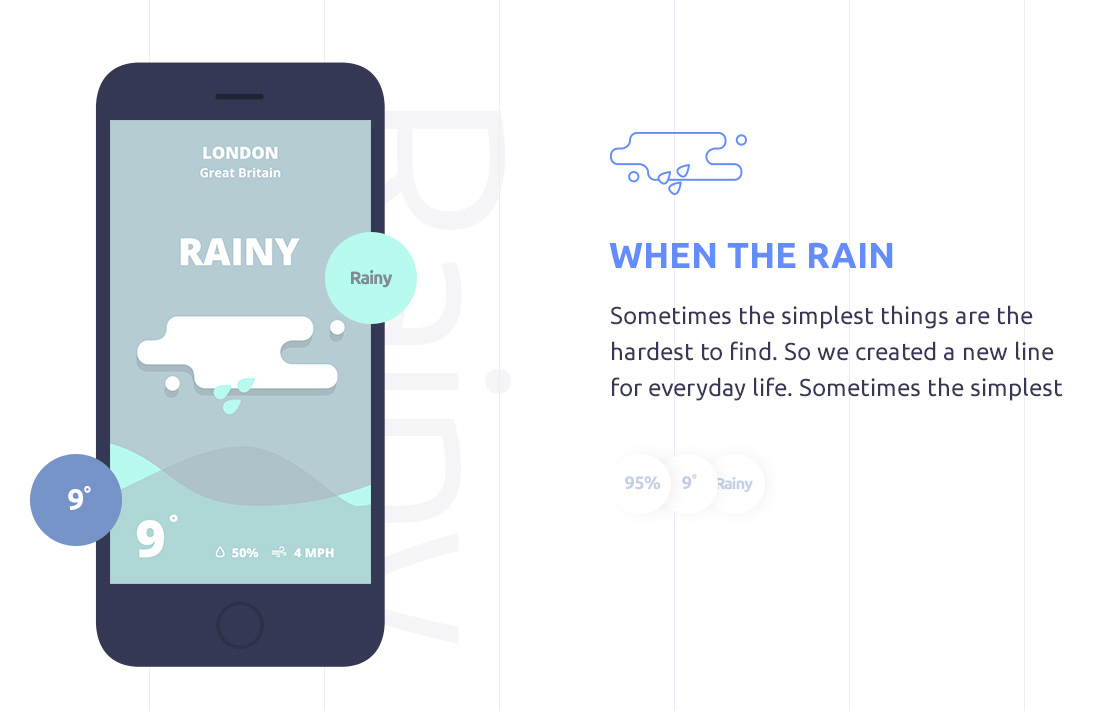 LONDON
Great Britain
RAINY
Rainy
9°
9°
50% 4 MPH
Rainy
WHEN THE RAIN
Sometimes the simplest things are the
hardest to find. So we created a new line
for everyday life. Sometimes the simplest
95% 9° Rainy